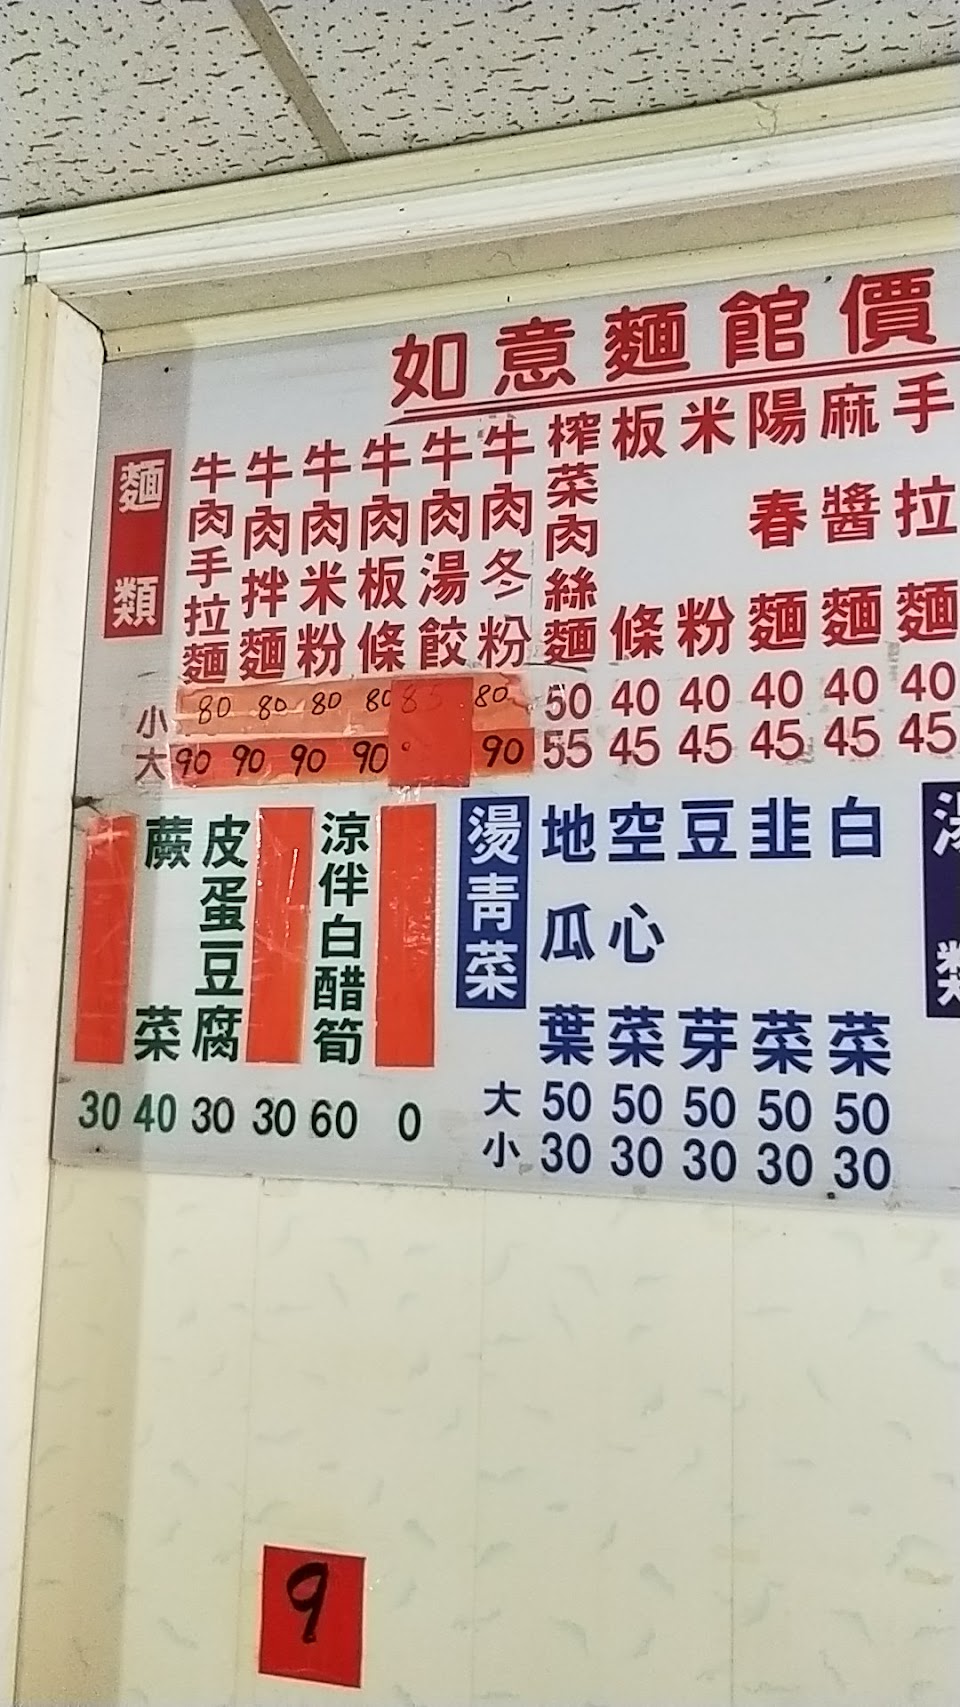 如意麵館價
麵類
牛肉手拉麵 小80 大90
牛肉拌麵 80 90
牛肉米粉 80 90
牛肉板條 80 90
牛肉湯餃
牛肉冬粉 80 90
榨菜肉絲麵 50 55
板條 40 45
米粉 40 45
陽春麵 40 45
麻醬麵 40 45
手拉麵 40 45
30
蕨菜 40
皮蛋豆腐 30
30
涼伴白醋筍 60
0
燙青菜 大 小
地瓜葉 50 30
空心菜 50 30
豆芽 50 30
韭菜 50 30
白菜 50 30
9